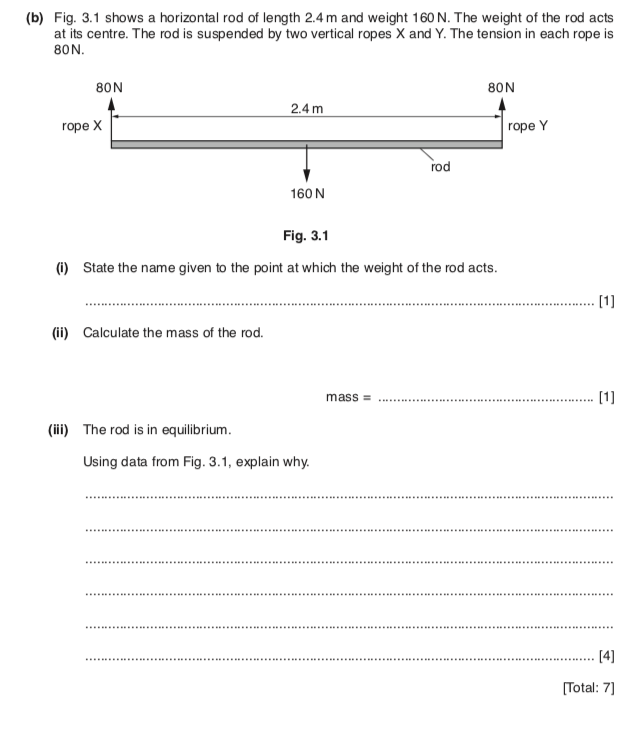 (b) Fig. 3.1 shows a horizontal rod of length 2.4 m and weight 160 N. The weight of the rod acts
at its centre. The rod is suspended by two vertical ropes X and Y. The tension in each rope is
80 N.
80 N 80 N
2.4 m
rope X rope Y
rod
160 N
Fig. 3.1
(i) State the name given to the point at which the weight of the rod acts.
.................................................................................................................................. [1]
(ii) Calculate the mass of the rod.
mass = ...................................................... [1]
(iii) The rod is in equilibrium.
Using data from Fig. 3.1, explain why.
..................................................................................................................................
..................................................................................................................................
..................................................................................................................................
..................................................................................................................................
..................................................................................................................................
.................................................................................................................................. [4]
[Total: 7]